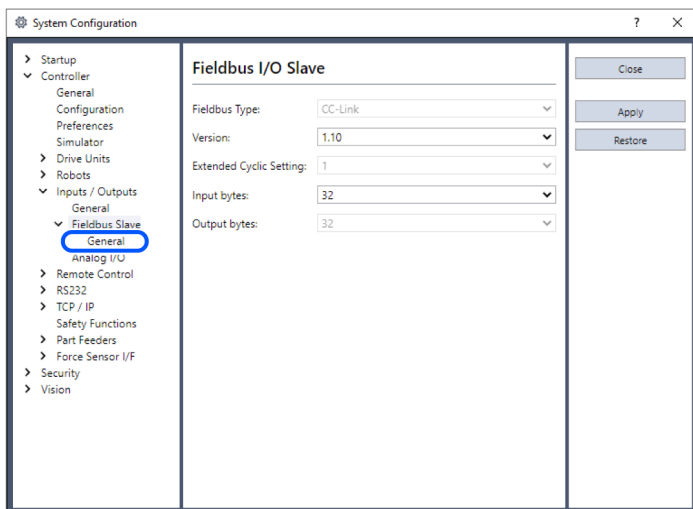 System Configuration
?
Startup
Controller
General
Configuration
Preferences
Simulator
Drive Units
Robots
Inputs / Outputs
General
Fieldbus Slave
General
Analog I/O
Remote Control
RS232
TCP / IP
Safety Functions
Part Feeders
Force Sensor I/F
Security
Vision
Fieldbus I/O Slave
Fieldbus Type: CC-Link
Version: 1.10
Extended Cyclic Setting: 1
Input bytes: 32
Output bytes: 32
Close
Apply
Restore